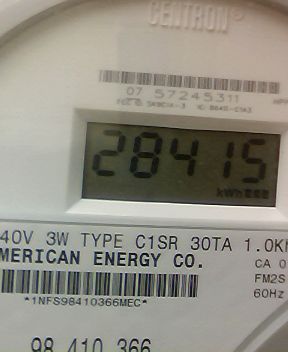 CENTRON®
07 57245311
28415
kWh
40V 3W TYPE C1SR 30TA 1.0K
MERICAN ENERGY CO.
CA 0
FM2S
60Hz
*1NFS98410366MEC*
98 410 366